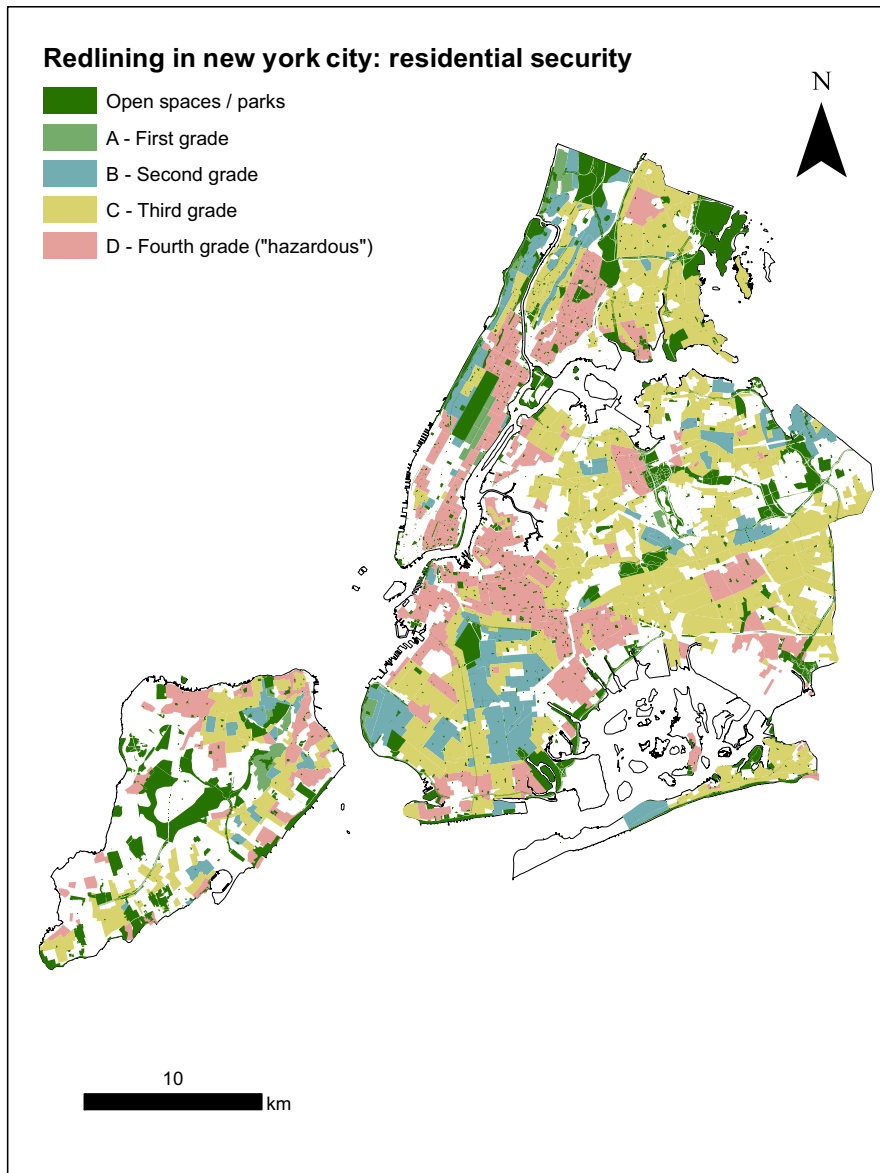 Redlining in new york city: residential security
Open spaces / parks
A - First grade
B - Second grade
C - Third grade
D - Fourth grade ("hazardous")
N
10
km